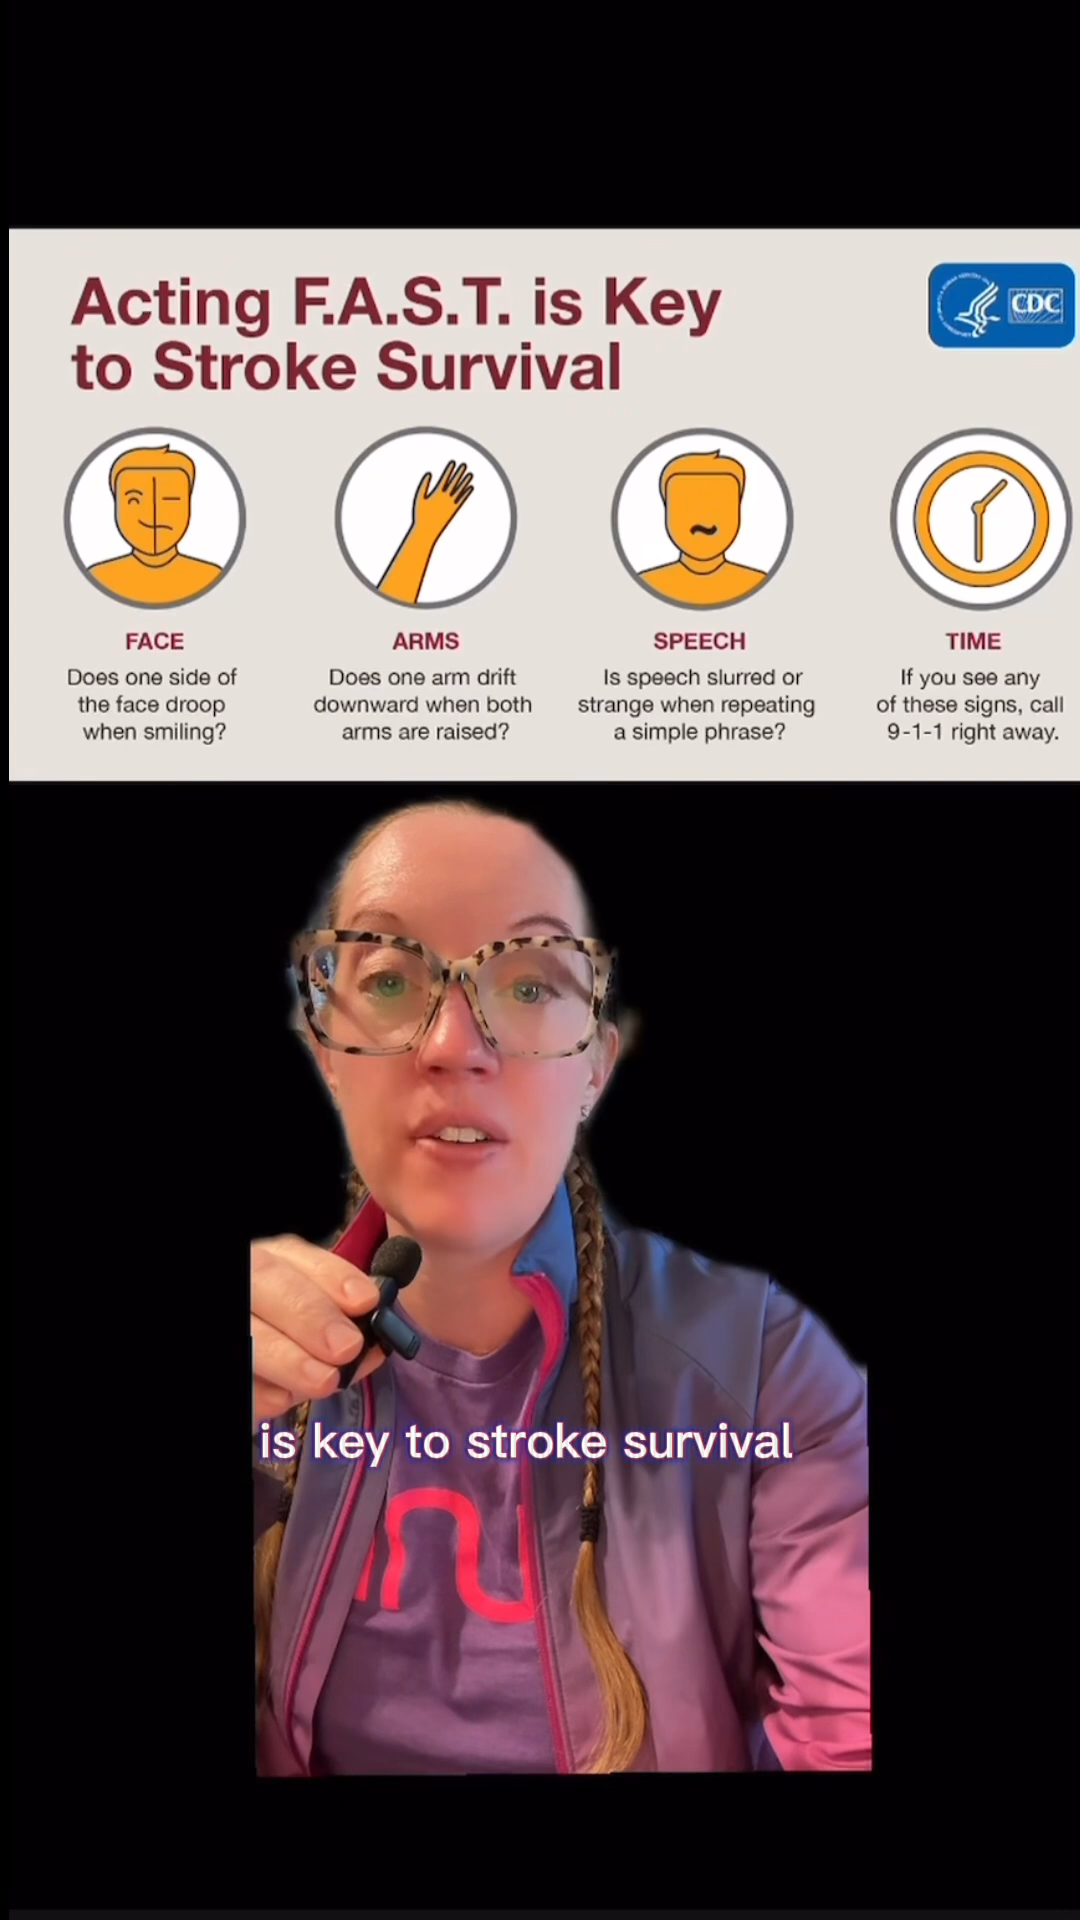 Acting F.A.S.T. is Key
to Stroke Survival
CDC
FACE
Does one side of
the face droop
when smiling?
ARMS
Does one arm drift
downward when both
arms are raised?
SPEECH
Is speech slurred or
strange when repeating
a simple phrase?
TIME
If you see any
of these signs, call
9-1-1 right away.
is key to stroke survival